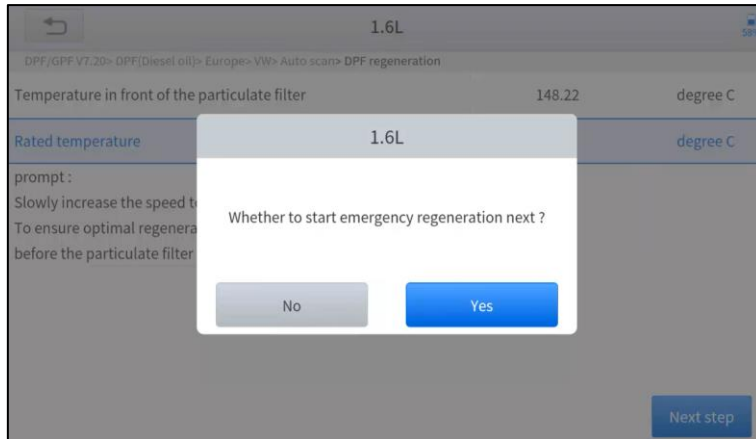 1.6L
58%
DPF/GPF V7.20> DPF(Diesel oil)> Europe> VW> Auto scan> DPF regeneration
Temperature in front of the particulate filter 148.22 degree C
Rated temperature degree C
prompt :
Slowly increase the speed t
To ensure optimal regenera
before the particulate filter
1.6L
Whether to start emergency regeneration next ?
No Yes
Next step